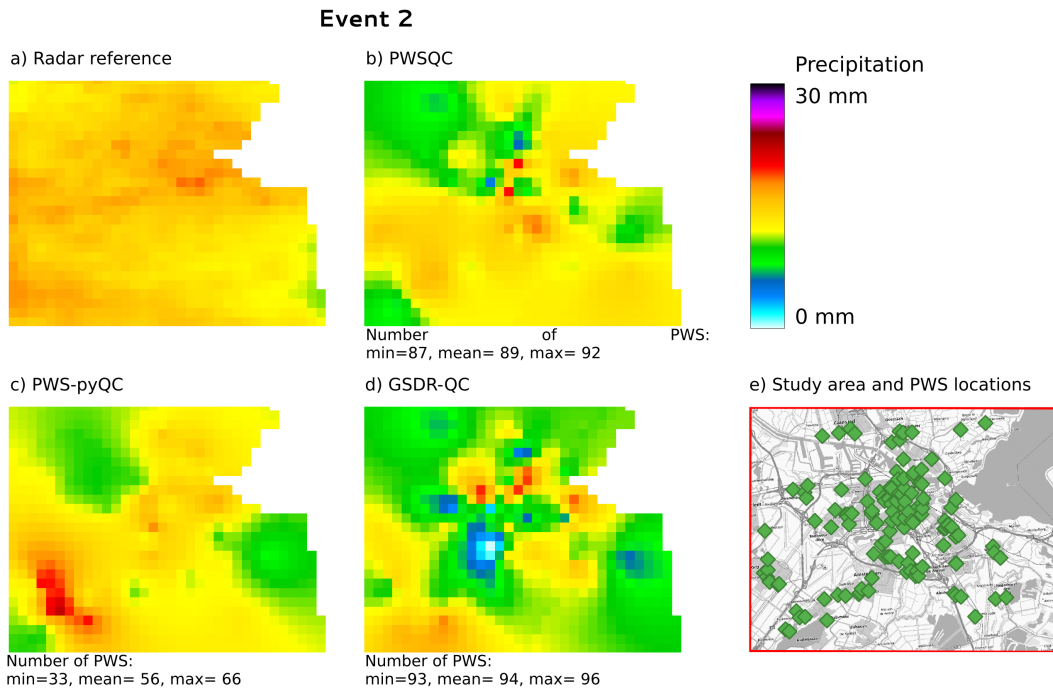 Event 2
a) Radar reference
b) PWSQC
Precipitation
30 mm
0 mm
Number of PWS:
min=87, mean= 89, max= 92
c) PWS-pyQC
d) GSDR-QC
e) Study area and PWS locations
Number of PWS:
min=33, mean= 56, max= 66
Number of PWS:
min=93, mean= 94, max= 96